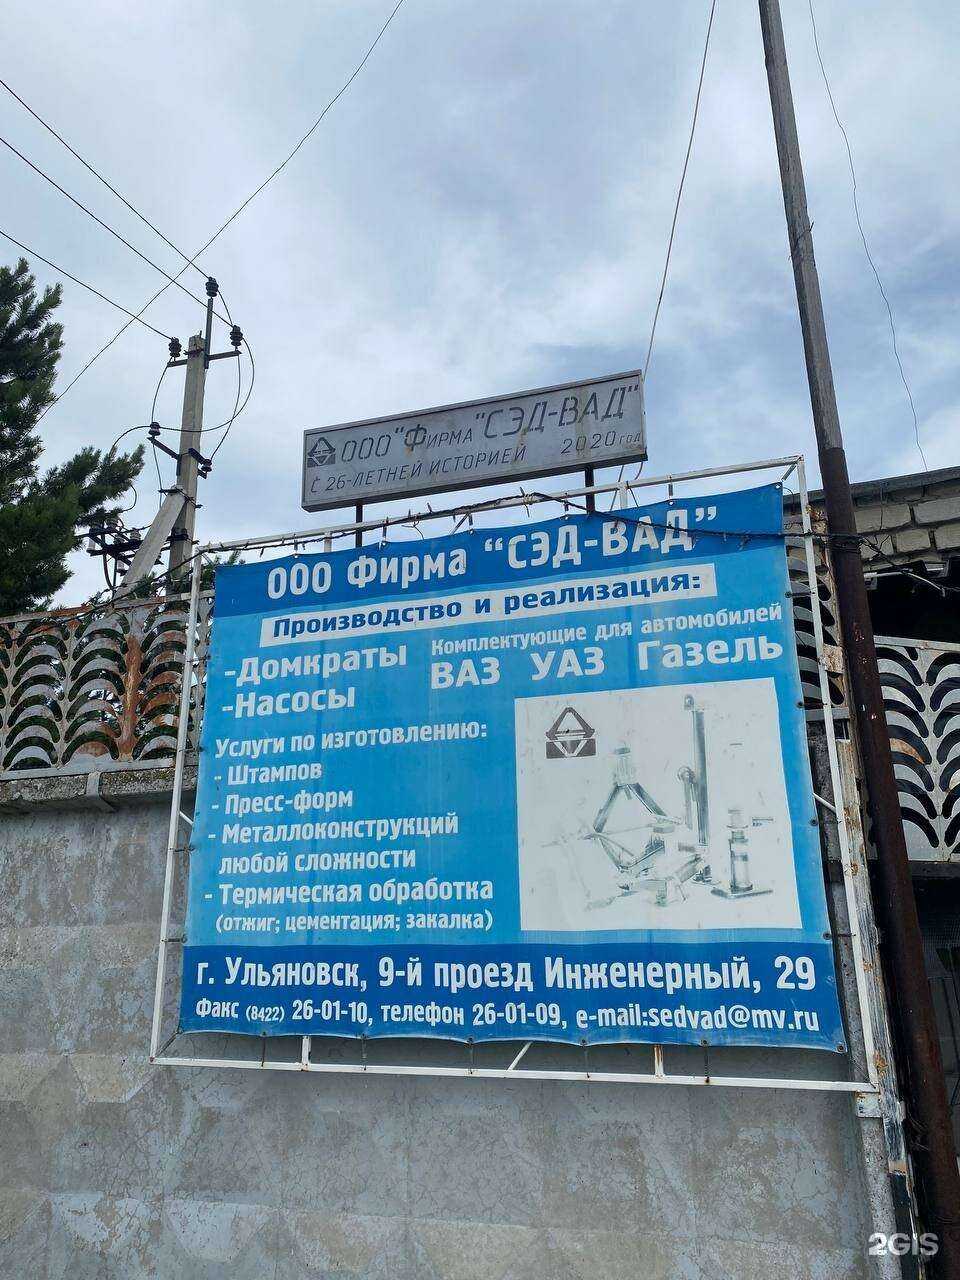 ООО "Фирма "СЭД-ВАД"
С 26-ЛЕТНЕЙ ИСТОРИЕЙ 2020 год
ООО Фирма "СЭД-ВАД"
Производство и реализация:
-Домкраты
-Насосы
Комплектующие для автомобилей
ВАЗ УАЗ Газель
Услуги по изготовлению:
- Штампов
- Пресс-форм
- Металлоконструкций
любой сложности
- Термическая обработка
(отжиг; цементация; закалка)
г. Ульяновск, 9-й проезд Инженерный, 29
Факс (8422) 26-01-10, телефон 26-01-09, e-mail:sedvad@mv.ru
2GIS